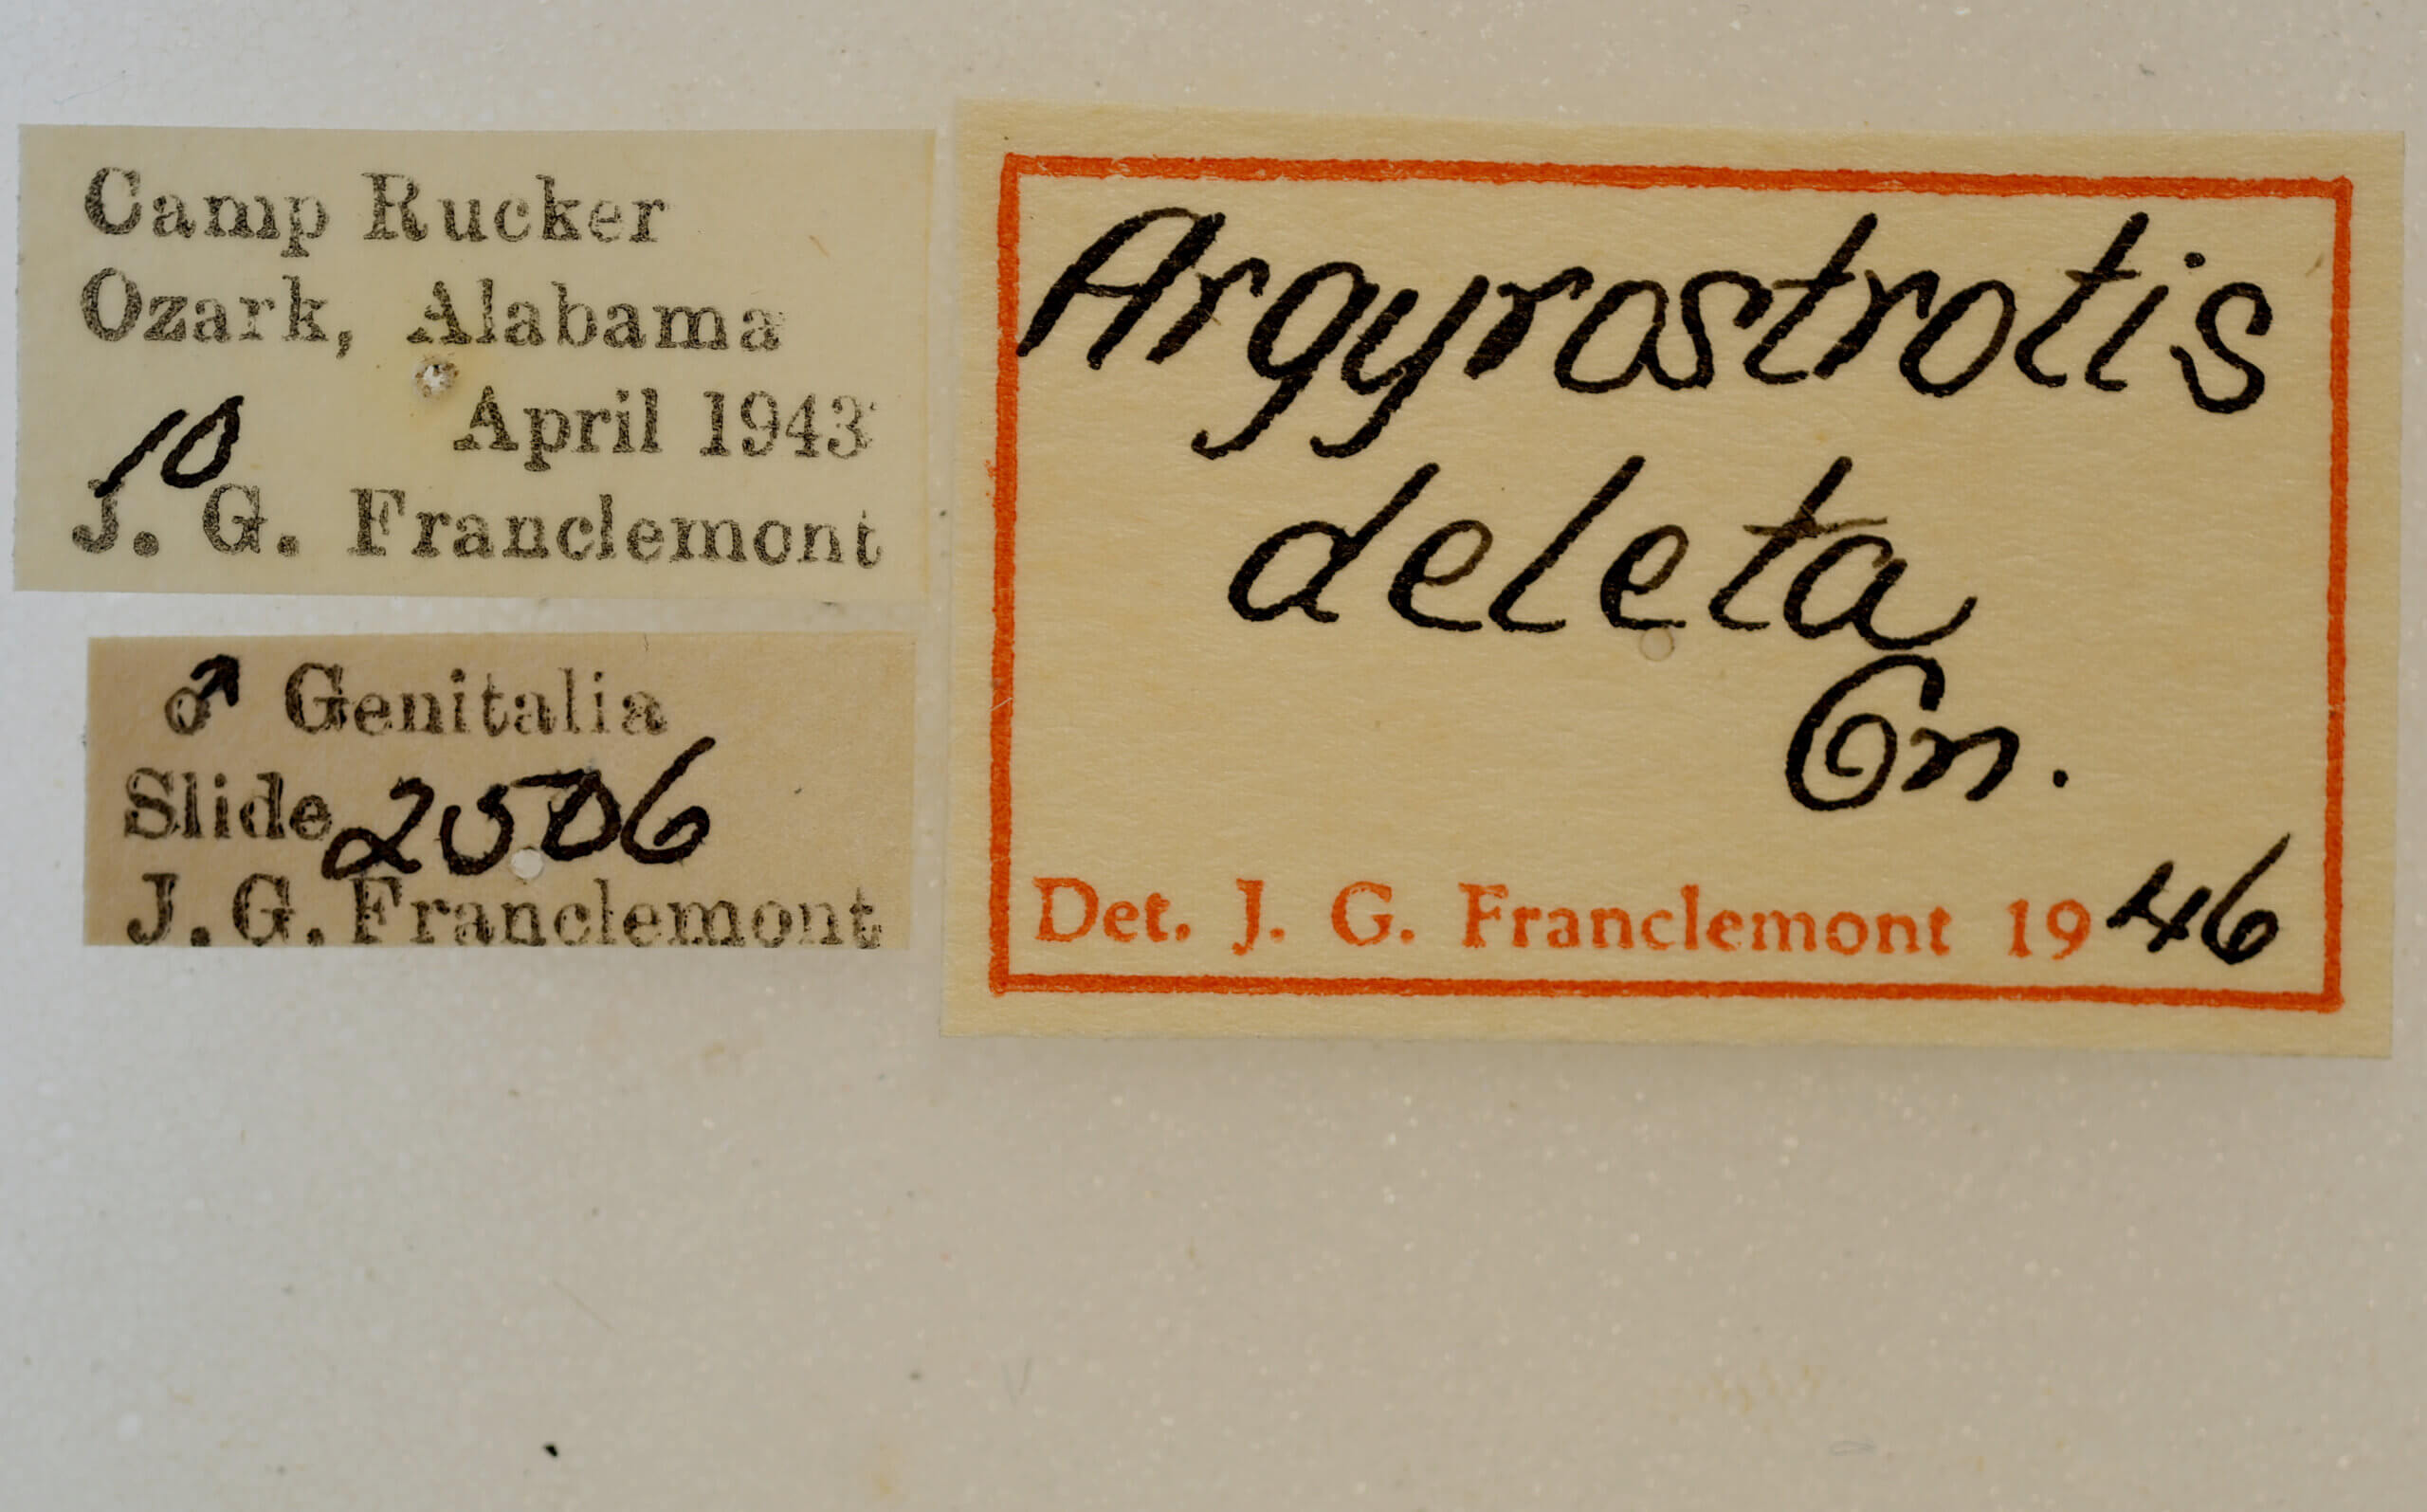 Camp Rucker
Ozark, Alabama
10 April 1943
J. G. Franclemont
♂ Genitalia
Slide 2506
J. G. Franclemont
Argyrostrotis
deleta
Gn.
Det. J. G. Franclemont 1946